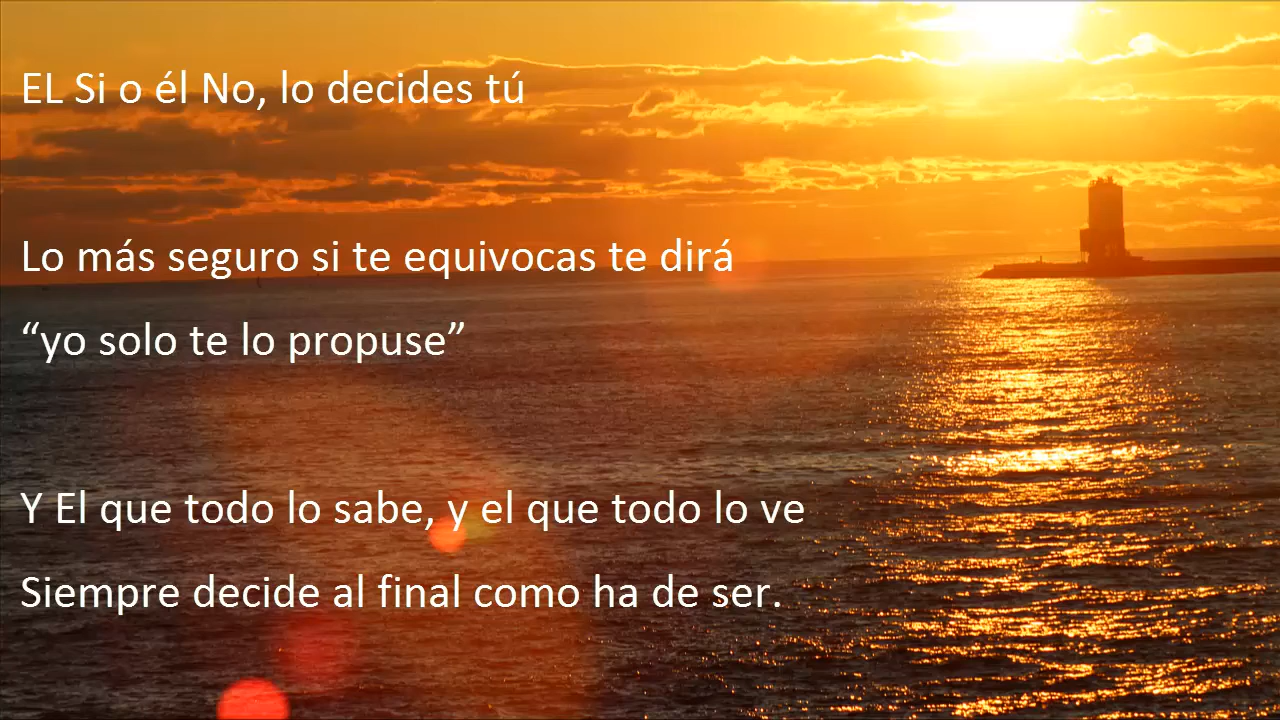 EL Si o él No, lo decides tú
Lo más seguro si te equivocas te dirá
“yo solo te lo propuse”
Y El que todo lo sabe, y el que todo lo ve
Siempre decide al final como ha de ser.